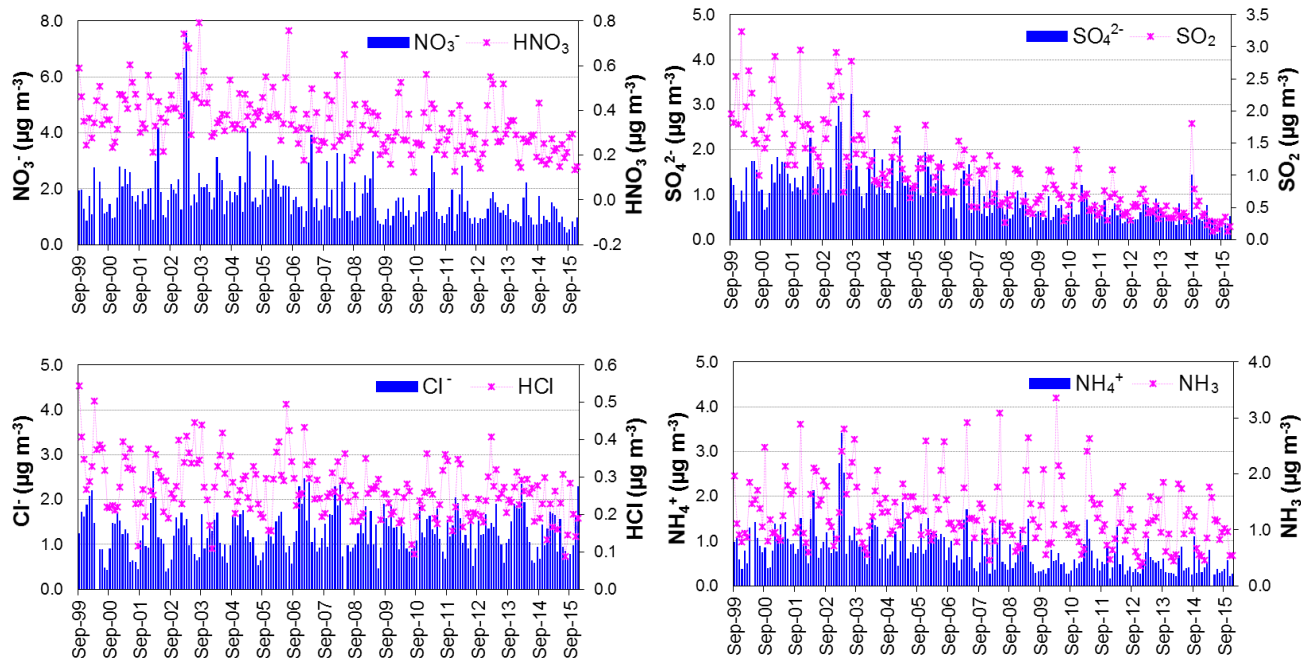 NO₃⁻ HNO₃
NO₃⁻ (µg m⁻³)
8.0
6.0
4.0
2.0
0.0
0.8
0.6
0.4
0.2
0.0
-0.2
HNO₃ (µg m⁻³)
Sep-99
Sep-00
Sep-01
Sep-02
Sep-03
Sep-04
Sep-05
Sep-06
Sep-07
Sep-08
Sep-09
Sep-10
Sep-11
Sep-12
Sep-13
Sep-14
Sep-15
SO₄²⁻ SO₂
SO₄²⁻ (µg m⁻³)
5.0
4.0
3.0
2.0
1.0
0.0
3.5
3.0
2.5
2.0
1.5
1.0
0.5
0.0
SO₂ (µg m⁻³)
Sep-99
Sep-00
Sep-01
Sep-02
Sep-03
Sep-04
Sep-05
Sep-06
Sep-07
Sep-08
Sep-09
Sep-10
Sep-11
Sep-12
Sep-13
Sep-14
Sep-15
Cl⁻ HCl
Cl⁻ (µg m⁻³)
5.0
4.0
3.0
2.0
1.0
0.0
0.6
0.5
0.4
0.3
0.2
0.1
0.0
HCl (µg m⁻³)
Sep-99
Sep-00
Sep-01
Sep-02
Sep-03
Sep-04
Sep-05
Sep-06
Sep-07
Sep-08
Sep-09
Sep-10
Sep-11
Sep-12
Sep-13
Sep-14
Sep-15
NH₄⁺ NH₃
NH₄⁺ (µg m⁻³)
5.0
4.0
3.0
2.0
1.0
0.0
4.0
3.0
2.0
1.0
0.0
NH₃ (µg m⁻³)
Sep-99
Sep-00
Sep-01
Sep-02
Sep-03
Sep-04
Sep-05
Sep-06
Sep-07
Sep-08
Sep-09
Sep-10
Sep-11
Sep-12
Sep-13
Sep-14
Sep-15